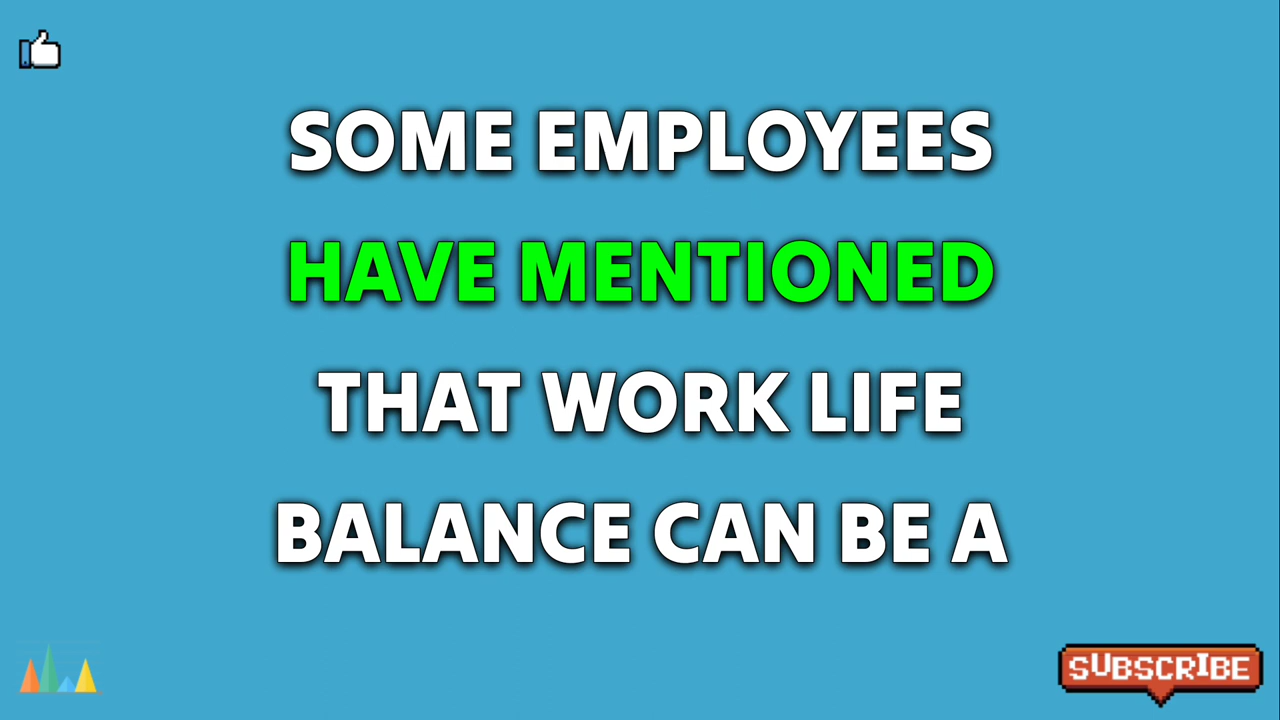 SOME EMPLOYEES
HAVE MENTIONED
THAT WORK LIFE
BALANCE CAN BE A
SUBSCRIBE